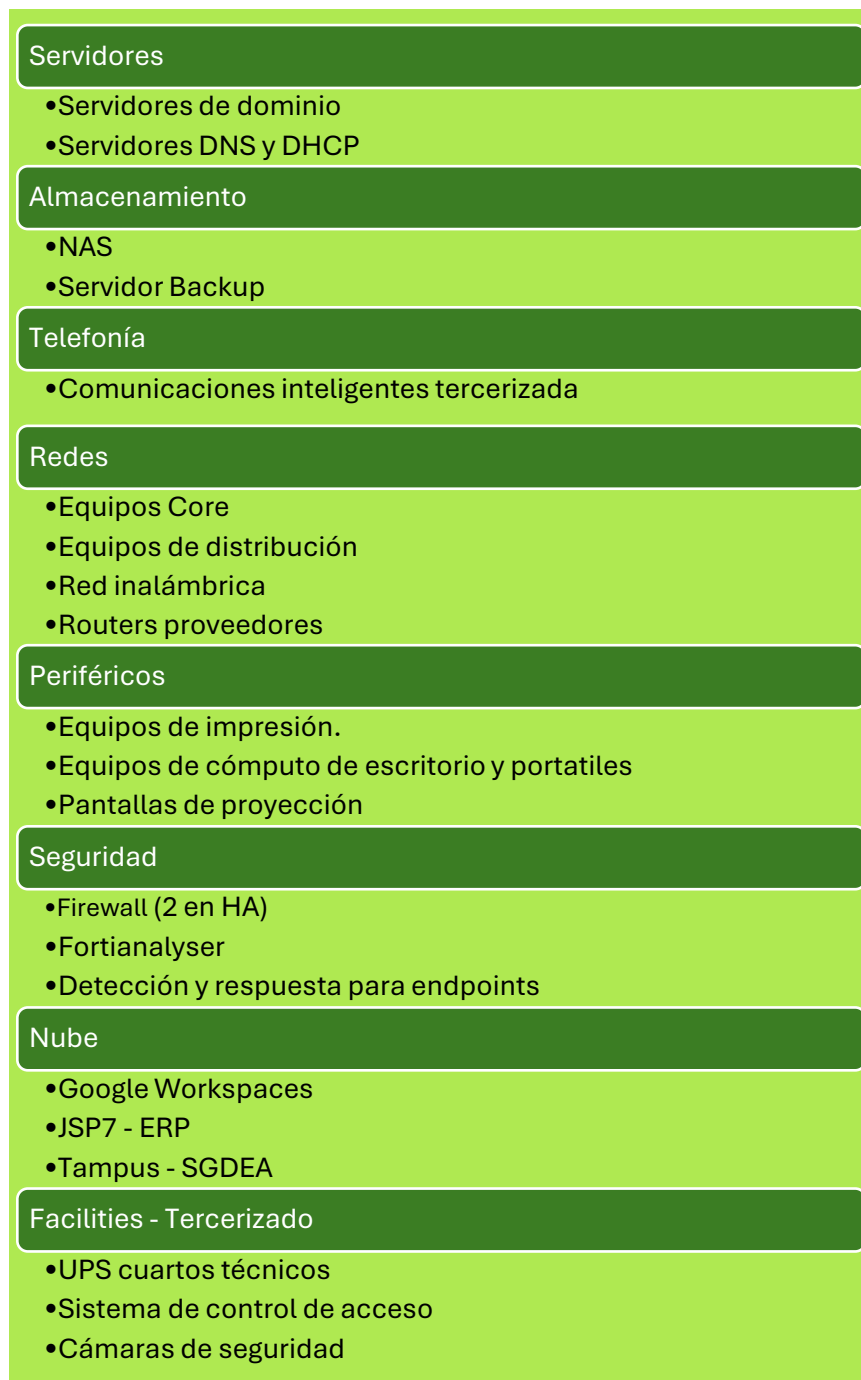 Servidores
•Servidores de dominio
•Servidores DNS y DHCP
Almacenamiento
•NAS
•Servidor Backup
Telefonía
•Comunicaciones inteligentes tercerizada
Redes
•Equipos Core
•Equipos de distribución
•Red inalámbrica
•Routers proveedores
Periféricos
•Equipos de impresión.
•Equipos de cómputo de escritorio y portatiles
•Pantallas de proyección
Seguridad
•Firewall (2 en HA)
•Fortianalyser
•Detección y respuesta para endpoints
Nube
•Google Workspaces
•JSP7 - ERP
•Tampus - SGDEA
Facilities - Tercerizado
•UPS cuartos técnicos
•Sistema de control de acceso
•Cámaras de seguridad